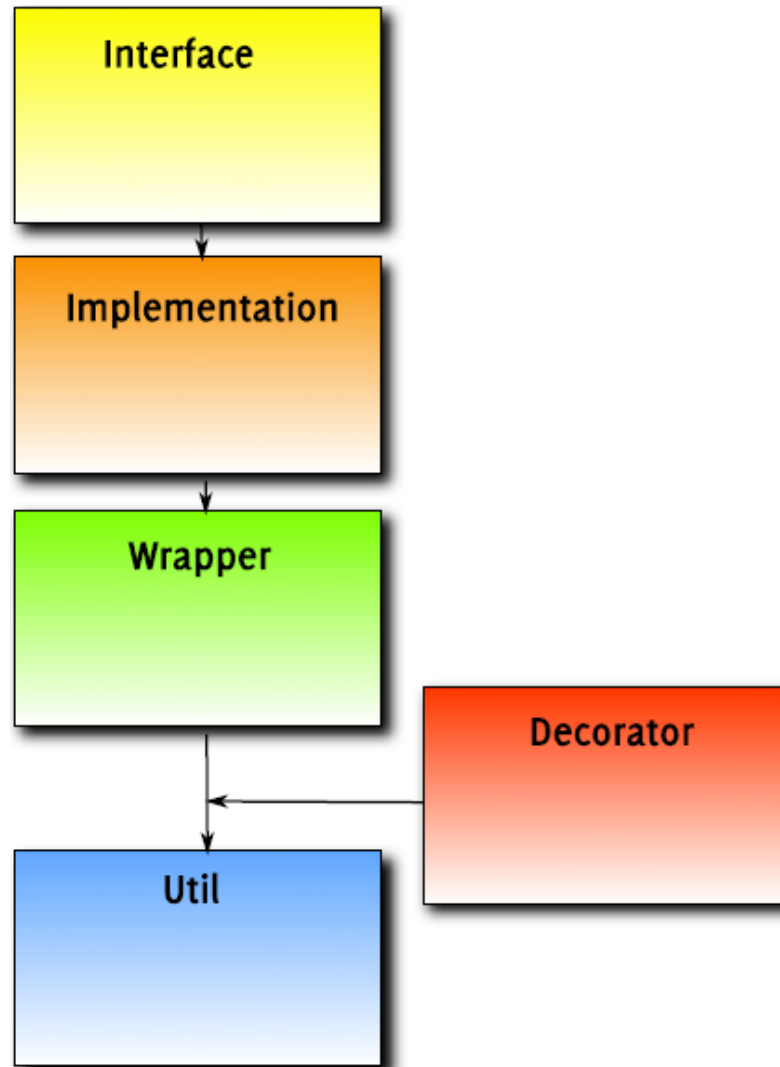 Interface
Implementation
Wrapper
Decorator
Util